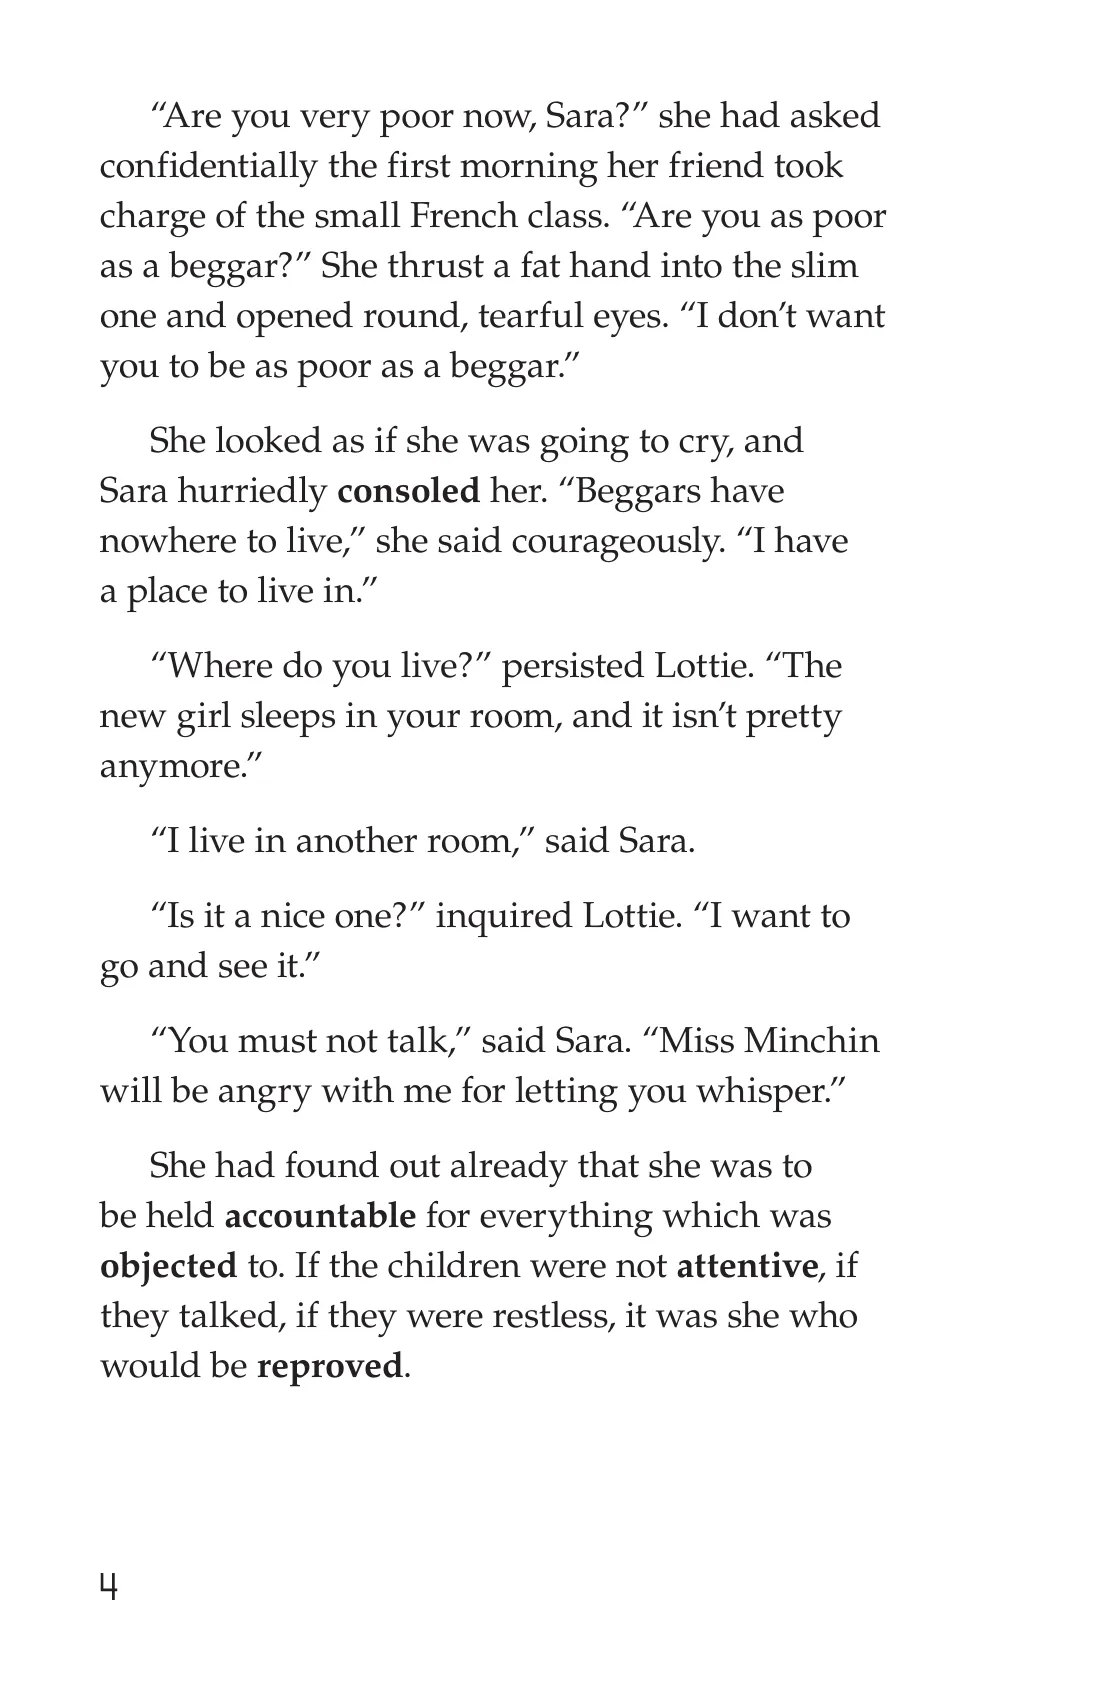 “Are you very poor now, Sara?” she had asked
confidentially the first morning her friend took
charge of the small French class. “Are you as poor
as a beggar?” She thrust a fat hand into the slim
one and opened round, tearful eyes. “I don’t want
you to be as poor as a beggar.”
She looked as if she was going to cry, and
Sara hurriedly consoled her. “Beggars have
nowhere to live,” she said courageously. “I have
a place to live in.”
“Where do you live?” persisted Lottie. “The
new girl sleeps in your room, and it isn’t pretty
anymore.”
“I live in another room,” said Sara.
“Is it a nice one?” inquired Lottie. “I want to
go and see it.”
“You must not talk,” said Sara. “Miss Minchin
will be angry with me for letting you whisper.”
She had found out already that she was to
be held accountable for everything which was
objected to. If the children were not attentive, if
they talked, if they were restless, it was she who
would be reproved.
4